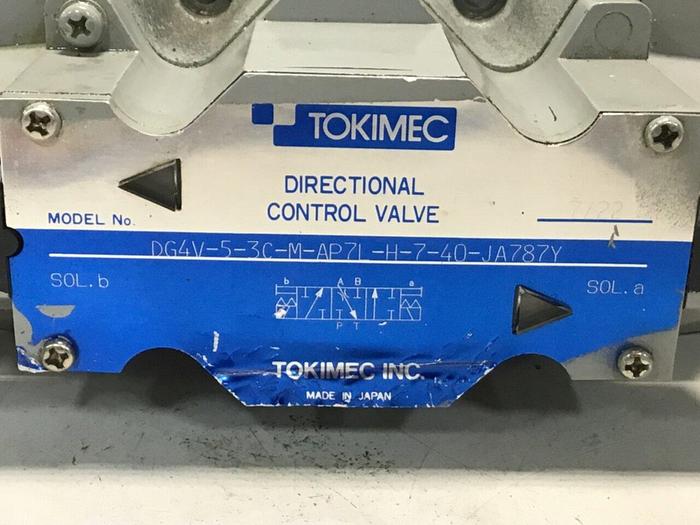 TOKIMEC
DIRECTIONAL
CONTROL VALVE
MODEL No.
DG4V-5-3C-M-AP7L-H-7-40-JA787Y
SOL.b
b A B a
SOL.a
P T
TOKIMEC INC.
MADE IN JAPAN